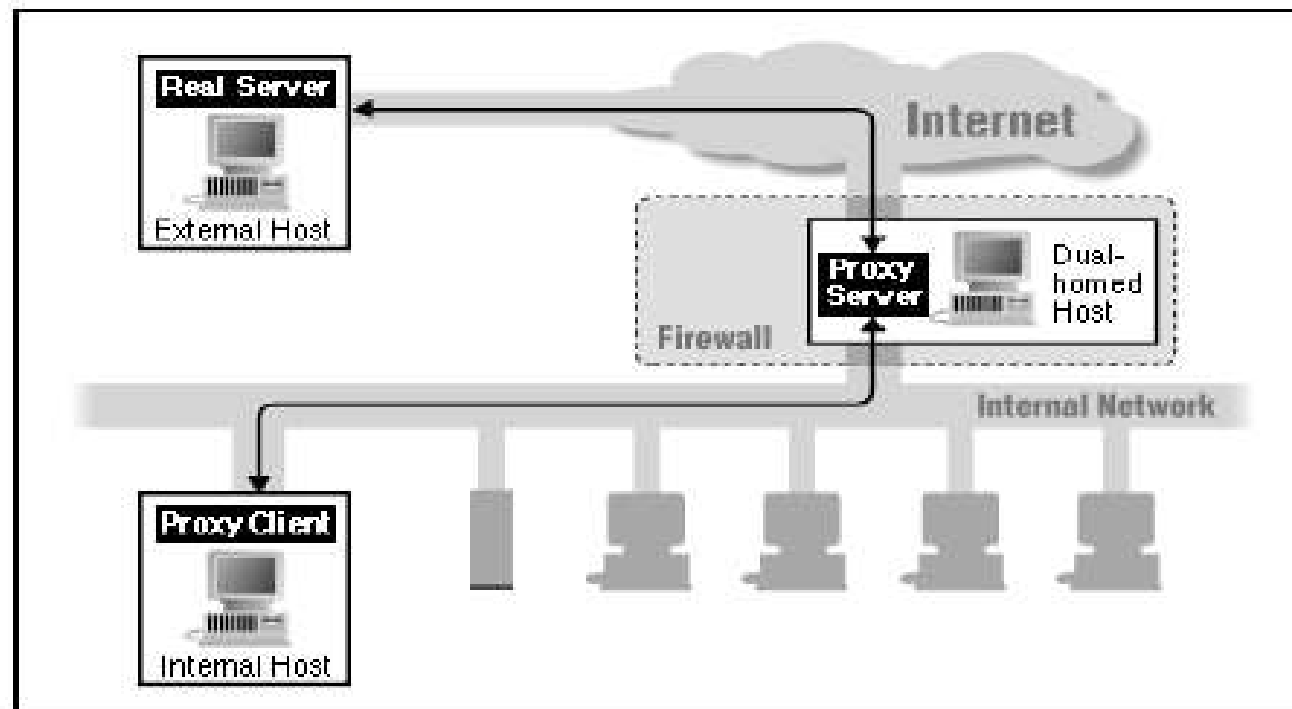 Real Server
External Host
Internet
Proxy
Server
Dual-
homed
Host
Firewall
Internal Network
Proxy Client
Internal Host